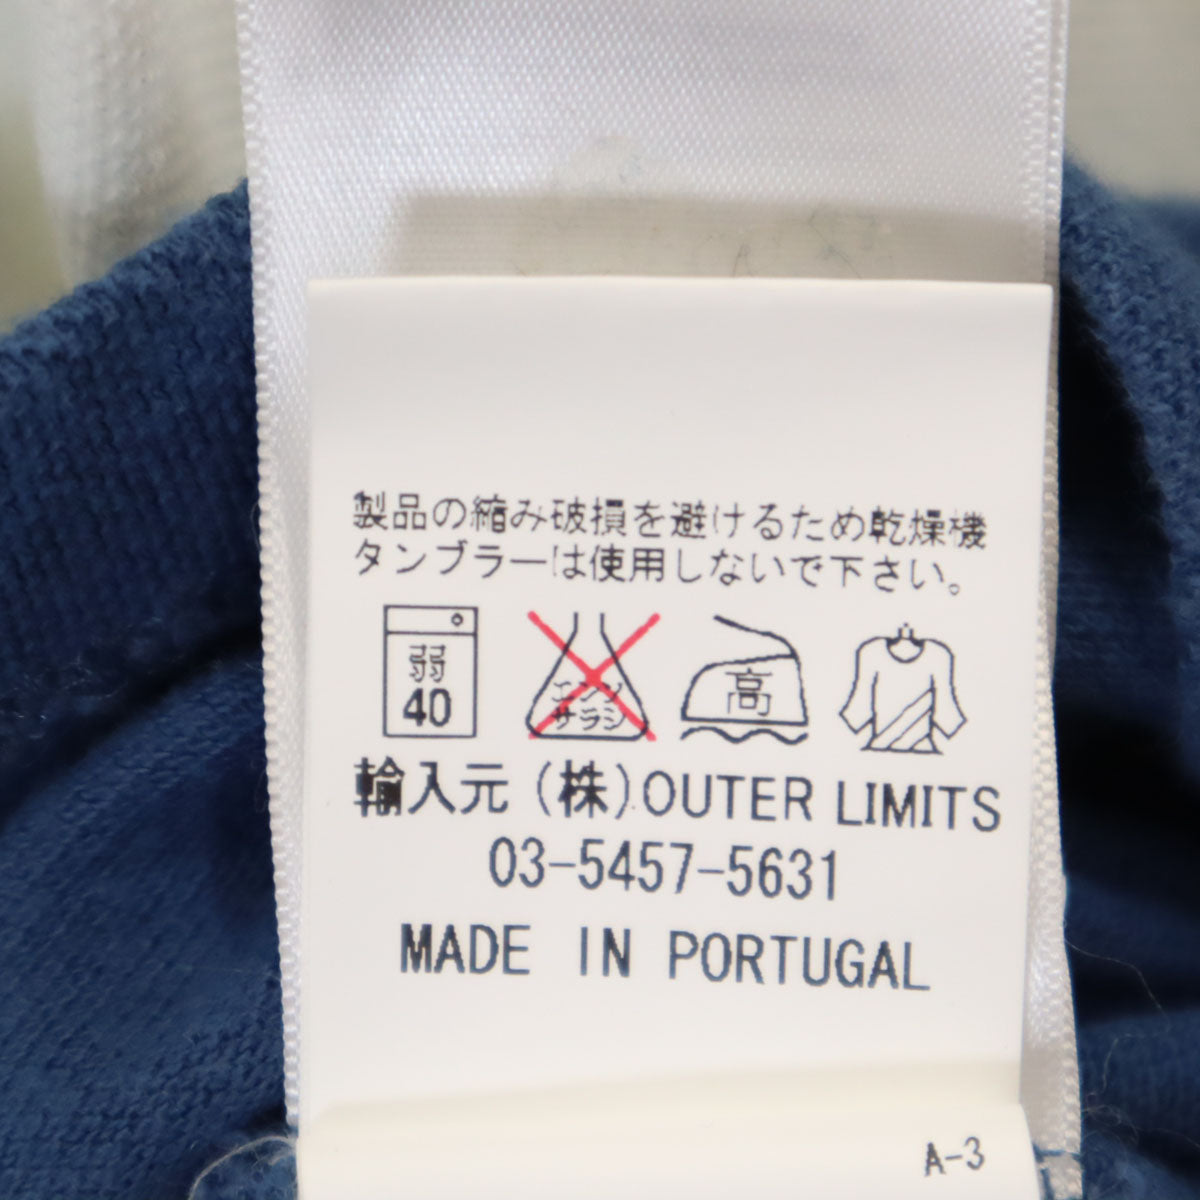 製品の縮み破損を避けるため乾燥機
タンブラーは使用しないで下さい。
弱
40
エンソ
サラシ
高
輸入元(株)OUTER LIMITS
03-5457-5631
MADE IN PORTUGAL
A-3